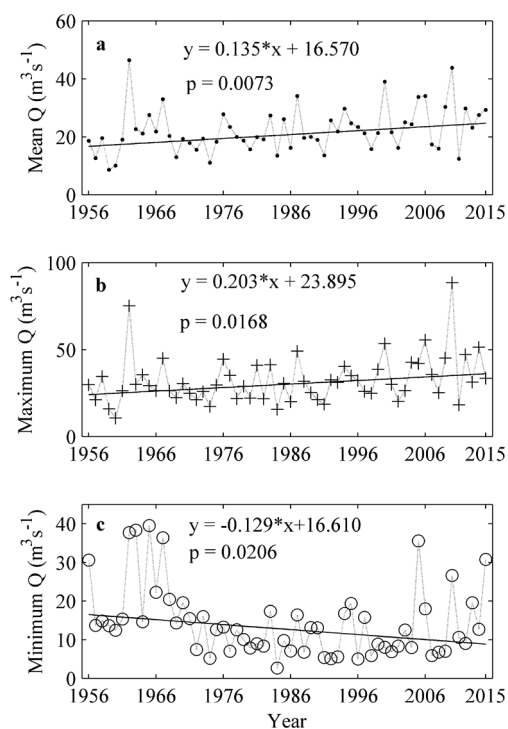 60
a
y = 0.135*x + 16.570
p = 0.0073
40
20
0
Mean Q (m³s⁻¹)
1956 1966 1976 1986 1996 2006 2015
100
b
y = 0.203*x + 23.895
p = 0.0168
50
0
Maximum Q (m³s⁻¹)
1956 1966 1976 1986 1996 2006 2015
40
c
y = -0.129*x+16.610
p = 0.0206
30
20
10
0
Minimum Q (m³s⁻¹)
1956 1966 1976 1986 1996 2006 2015
Year